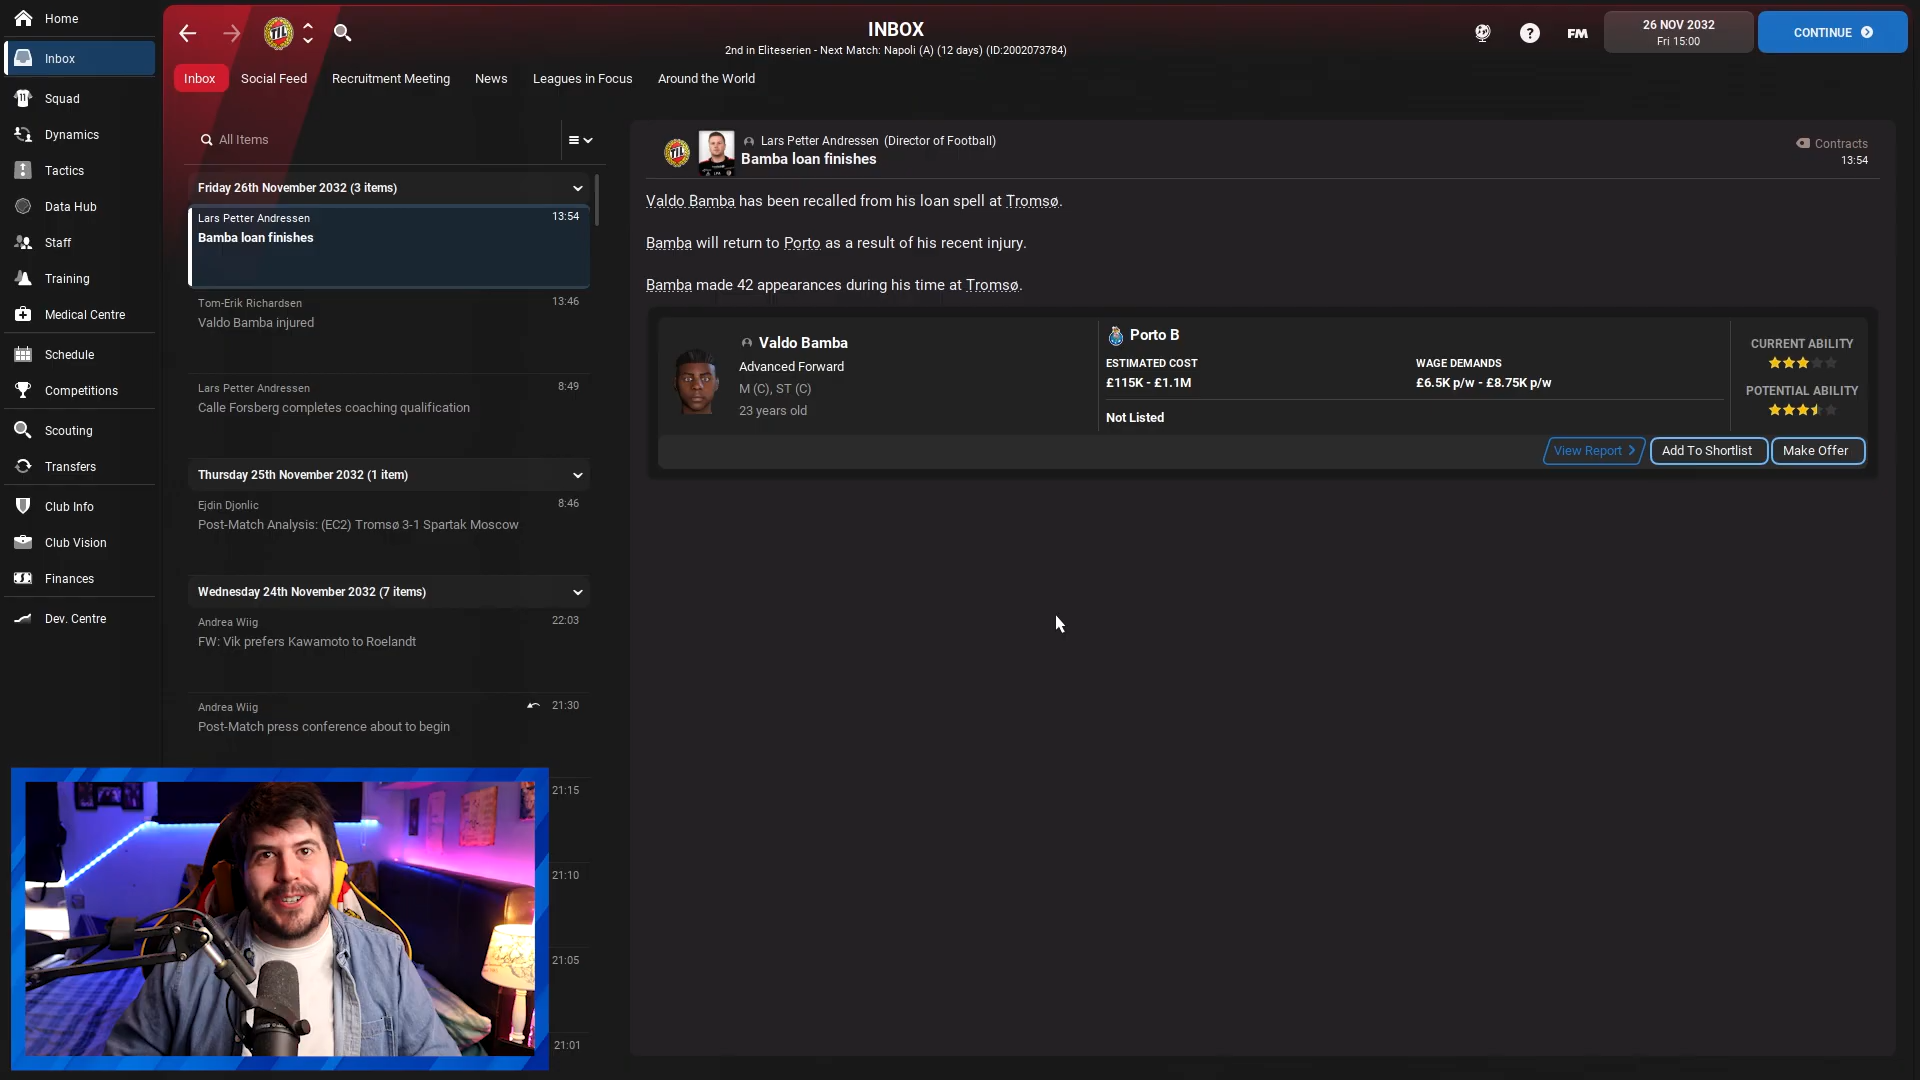 Home
Inbox
Squad
Dynamics
Tactics
Data Hub
Staff
Training
Medical Centre
Schedule
Competitions
Scouting
Transfers
Club Info
Club Vision
Finances
Dev. Centre
TIL
INBOX
2nd in Eliteserien - Next Match: Napoli (A) (12 days) (ID:2002073784)
FM
26 NOV 2032
Fri 15:00
CONTINUE
Inbox Social Feed Recruitment Meeting News Leagues in Focus Around the World
All Items
Friday 26th November 2032 (3 items)
Lars Petter Andressen 13:54
Bamba loan finishes
Tom-Erik Richardsen 13:46
Valdo Bamba injured
Lars Petter Andressen 8:49
Calle Forsberg completes coaching qualification
Thursday 25th November 2032 (1 item)
Ejdin Djonlic 8:46
Post-Match Analysis: (EC2) Tromsø 3-1 Spartak Moscow
Wednesday 24th November 2032 (7 items)
Andrea Wiig 22:03
FW: Vik prefers Kawamoto to Roelandt
Andrea Wiig 21:30
Post-Match press conference about to begin
21:15
21:10
21:05
21:01
TIL
Lars Petter Andressen (Director of Football)
Bamba loan finishes
Contracts
13:54
Valdo Bamba has been recalled from his loan spell at Tromsø.
Bamba will return to Porto as a result of his recent injury.
Bamba made 42 appearances during his time at Tromsø.
Valdo Bamba
Advanced Forward
M (C), ST (C)
23 years old
Porto B
ESTIMATED COST WAGE DEMANDS
£115K - £1.1M £6.5K p/w - £8.75K p/w
Not Listed
CURRENT ABILITY
POTENTIAL ABILITY
View Report Add To Shortlist Make Offer